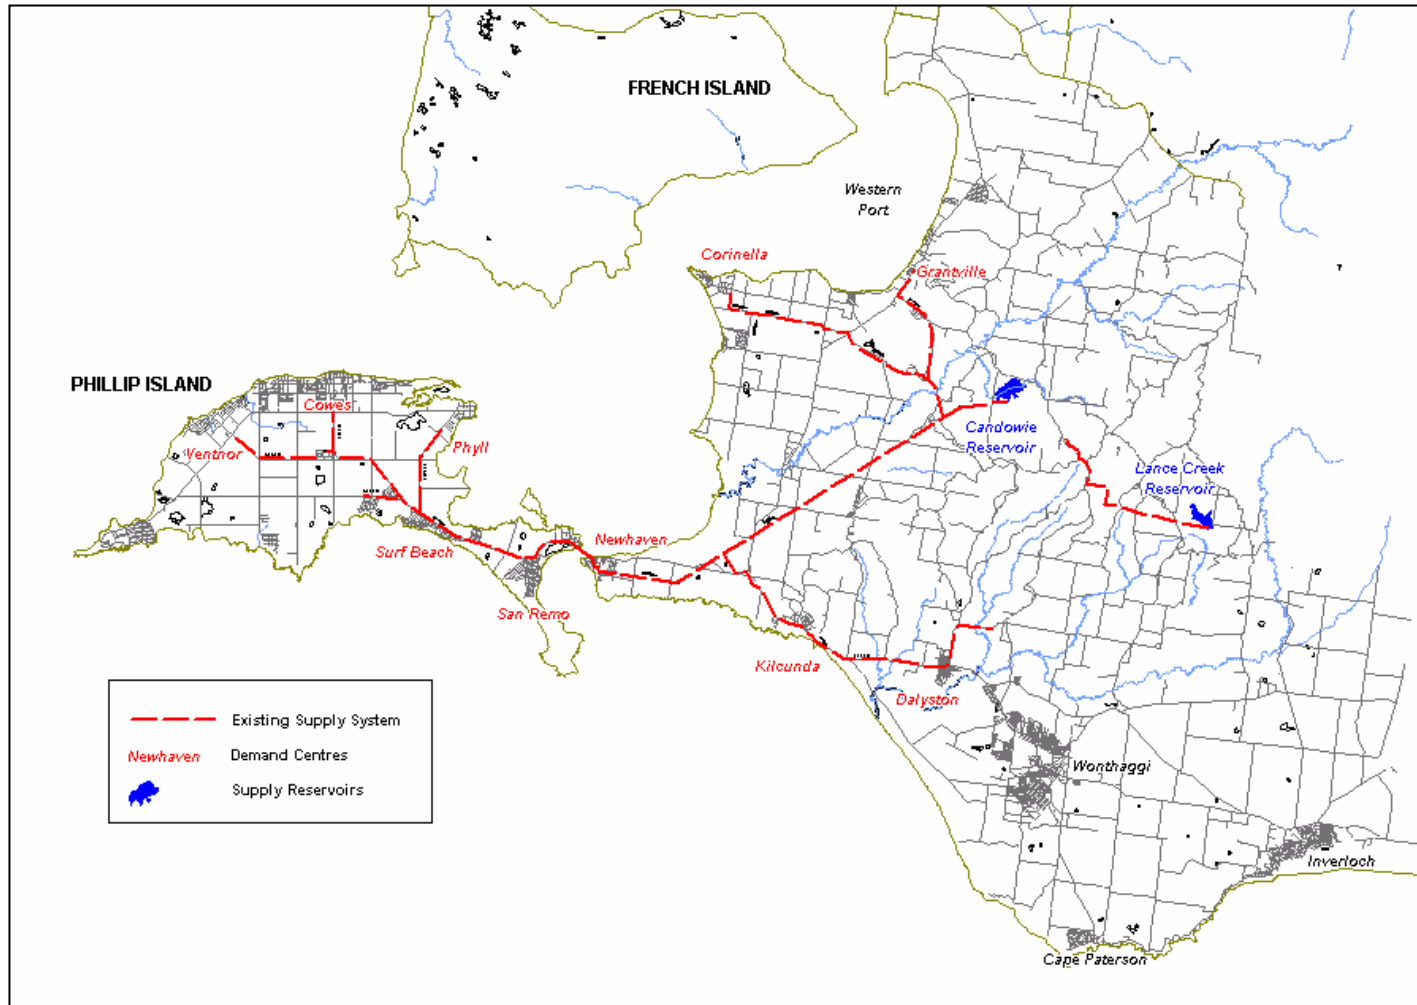 FRENCH ISLAND
Western
Port
Corinella
Grantville
PHILLIP ISLAND
Cowes
Candowie
Reservoir
Ventnor
Phyll
Lance Creek
Reservoir
Surf Beach
Newhaven
San Remo
Kilcunda
Dalyston
Existing Supply System
Newhaven
Demand Centres
Wonthaggi
Supply Reservoirs
Inverloch
Cape Paterson